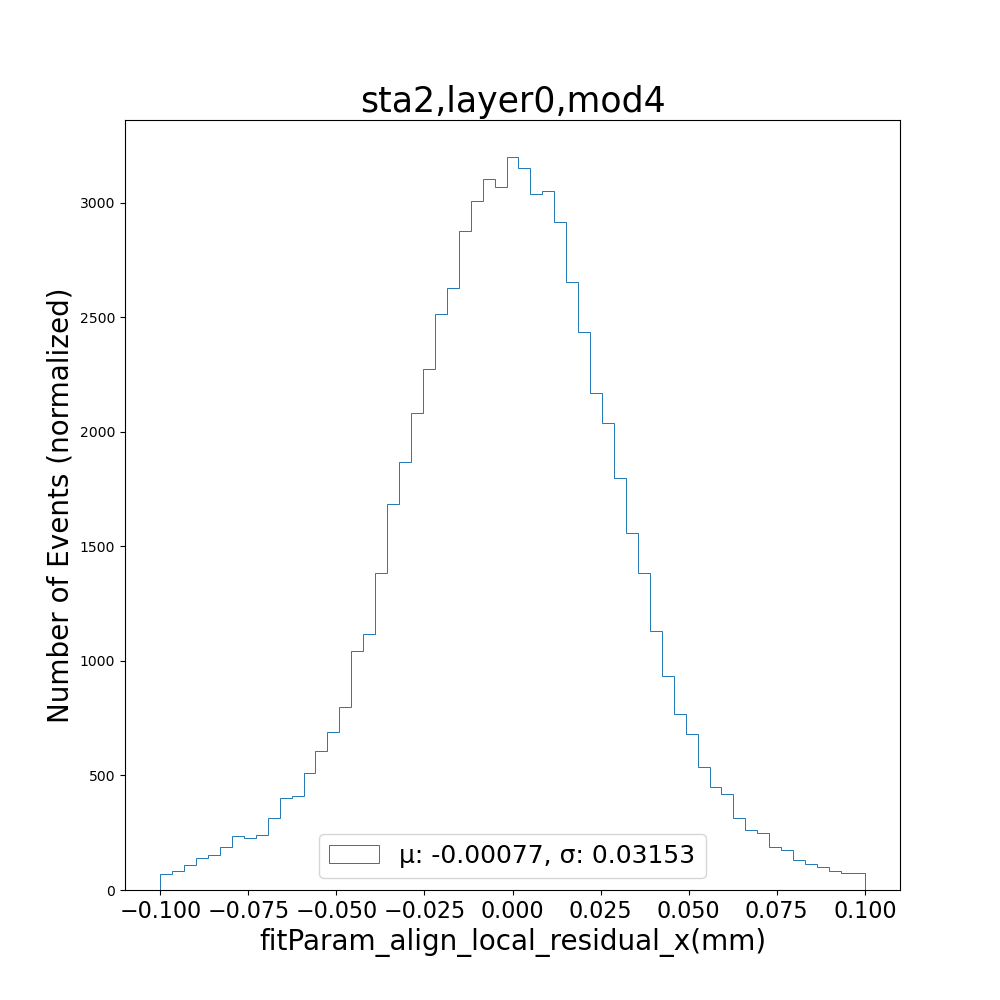 sta2,layer0,mod4
Number of Events (normalized)
3000
2500
2000
1500
1000
500
0
μ: -0.00077, σ: 0.03153
−0.100 −0.075 −0.050 −0.025 0.000 0.025 0.050 0.075 0.100
fitParam_align_local_residual_x(mm)